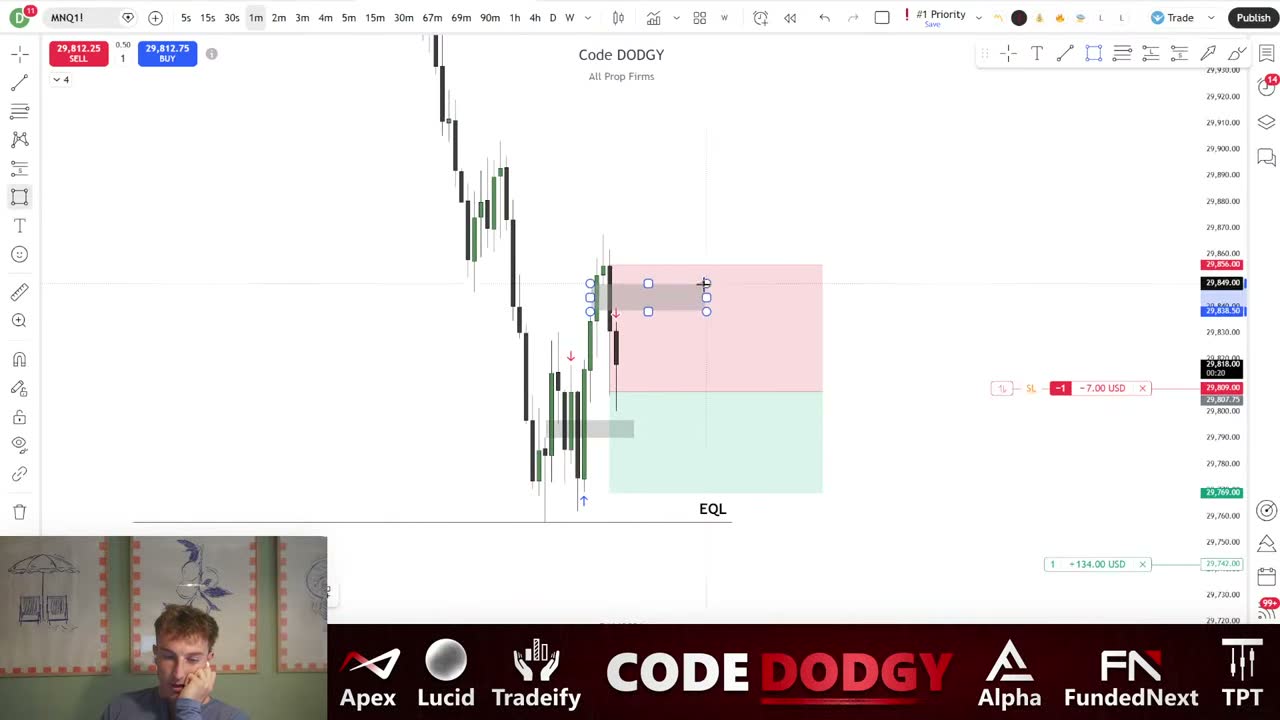 D 11 MNQ1! 5s 15s 30s 1m 2m 3m 4m 5m 15m 30m 67m 69m 90m 1h 4h D W W #1 Priority Save L L Trade Publish
29,812.25 SELL 0.50 1 29,812.75 BUY
4
Code DODGY
All Prop Firms
29,930.00
29,920.00
29,910.00
29,900.00
29,890.00
29,880.00
29,870.00
29,860.00
29,856.00
29,849.00
29,838.50
29,830.00
29,818.00
00:20
SL −1 −7.00 USD × 29,809.00
29,807.75
29,800.00
29,790.00
29,780.00
29,769.00
EQL
29,760.00
29,750.00
1 +134.00 USD × 29,742.00
29,730.00
29,720.00
14
99+
CODE DODGY
Apex Lucid Tradeify Alpha FundedNext TPT